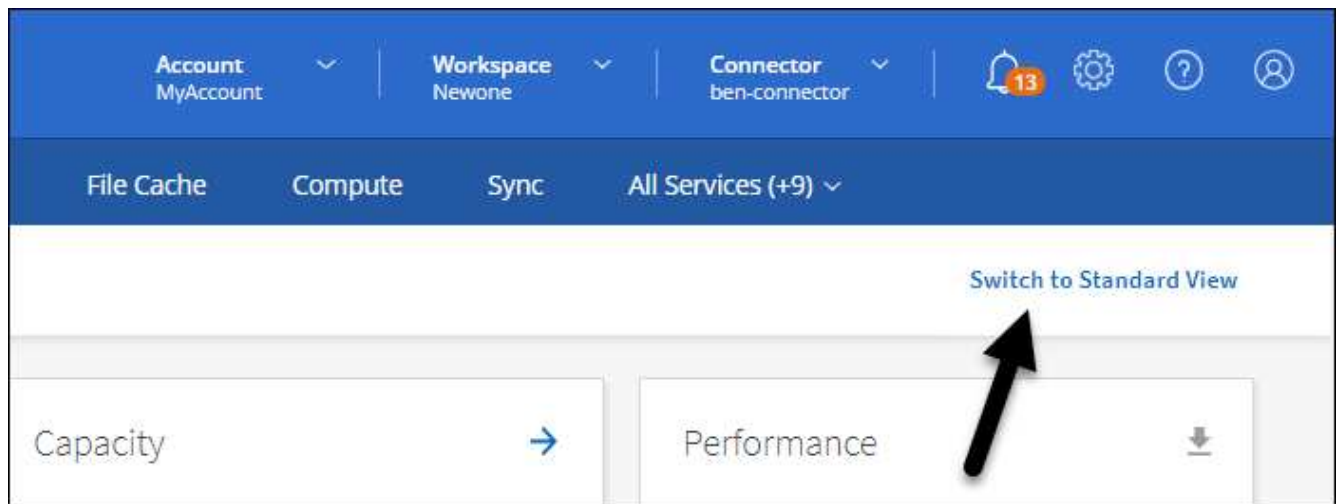 Account Workspace Connector
MyAccount Newone ben-connector 13
File Cache Compute Sync All Services (+9)
Switch to Standard View
Capacity Performance